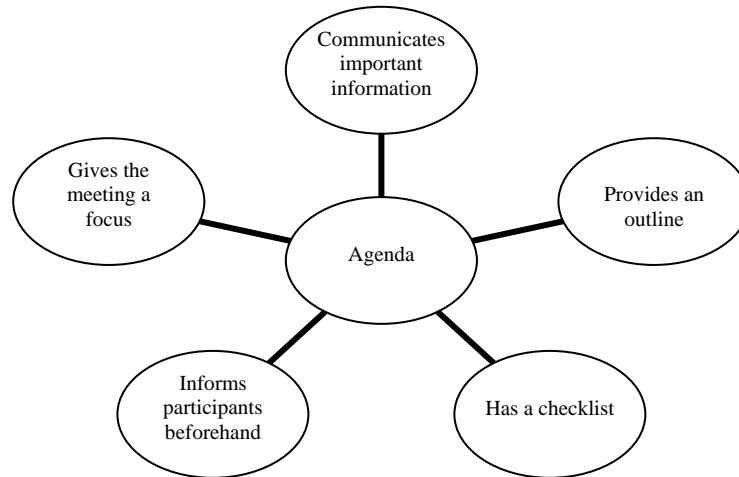 Communicates
important
information
Gives the
meeting a
focus
Provides an
outline
Agenda
Informs
participants
beforehand
Has a checklist